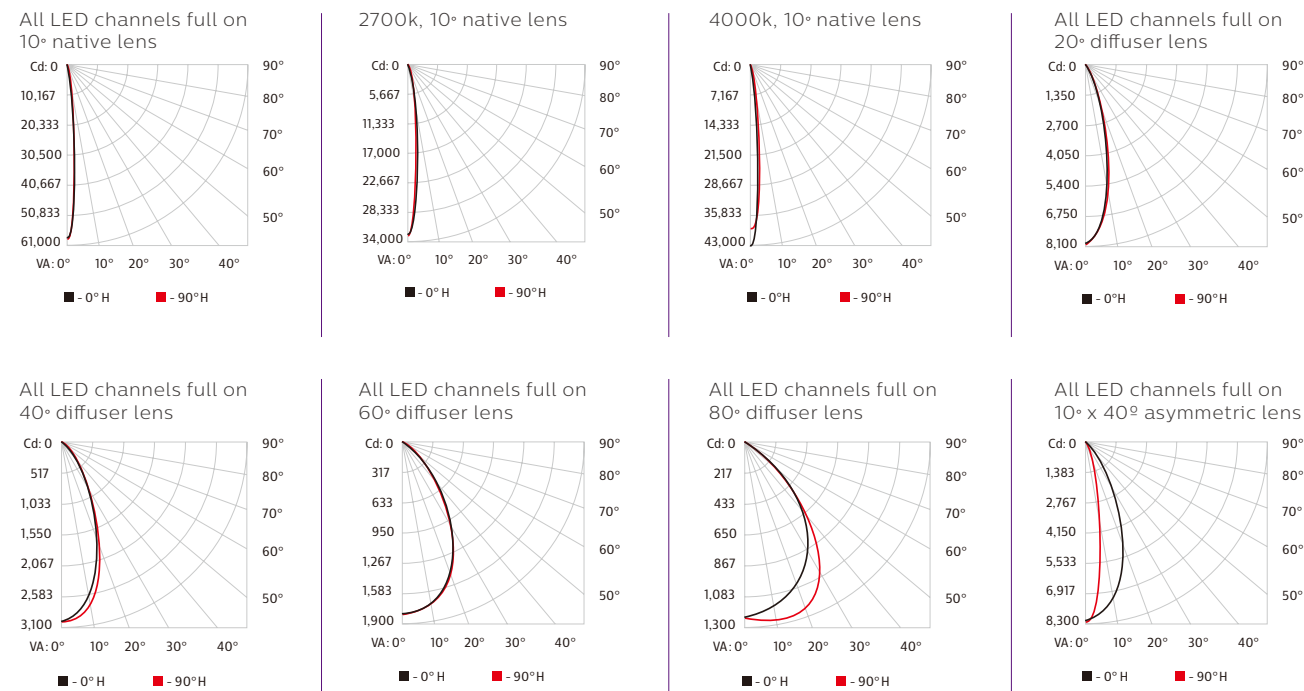 All LED channels full on
10° native lens
Cd: 0
10,167
20,333
30,500
40,667
50,833
61,000
90°
80°
70°
60°
50°
VA: 0° 10° 20° 30° 40°
- 0° H - 90°H
2700k, 10° native lens
Cd: 0
5,667
11,333
17,000
22,667
28,333
34,000
90°
80°
70°
60°
50°
VA: 0° 10° 20° 30° 40°
- 0° H - 90°H
4000k, 10° native lens
Cd: 0
7,167
14,333
21,500
28,667
35,833
43,000
90°
80°
70°
60°
50°
VA: 0° 10° 20° 30° 40°
- 0°H - 90°H
All LED channels full on
20° diffuser lens
Cd: 0
1,350
2,700
4,050
5,400
6,750
8,100
90°
80°
70°
60°
50°
VA: 0° 10° 20° 30° 40°
- 0°H - 90°H
All LED channels full on
40° diffuser lens
Cd: 0
517
1,033
1,550
2,067
2,583
3,100
90°
80°
70°
60°
50°
VA: 0° 10° 20° 30° 40°
- 0°H - 90°H
All LED channels full on
60° diffuser lens
Cd: 0
317
633
950
1,267
1,583
1,900
90°
80°
70°
60°
50°
VA: 0° 10° 20° 30° 40°
- 0°H - 90°H
All LED channels full on
80° diffuser lens
Cd: 0
217
433
650
867
1,083
1,300
90°
80°
70°
60°
50°
VA: 0° 10° 20° 30° 40°
- 0°H - 90°H
All LED channels full on
10° x 40º asymmetric lens
Cd: 0
1,383
2,767
4,150
5,533
6,917
8,300
90°
80°
70°
60°
50°
VA: 0° 10° 20° 30° 40°
- 0°H - 90°H